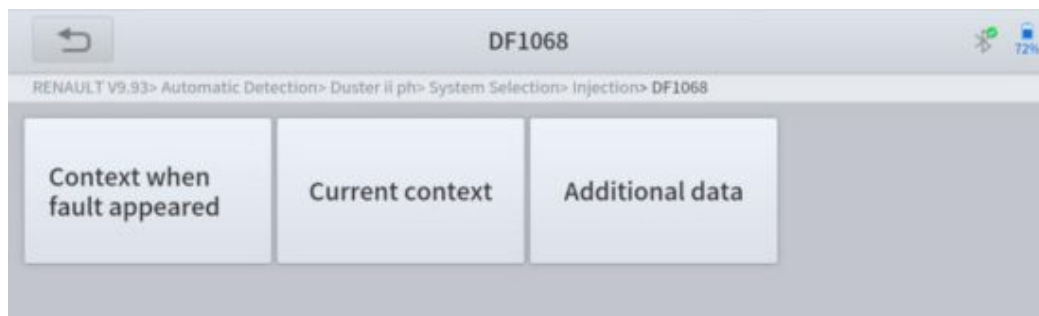 DF1068
72%
RENAULT V9.93> Automatic Detection> Duster ii ph> System Selection> Injection> DF1068
Context when
fault appeared
Current context
Additional data